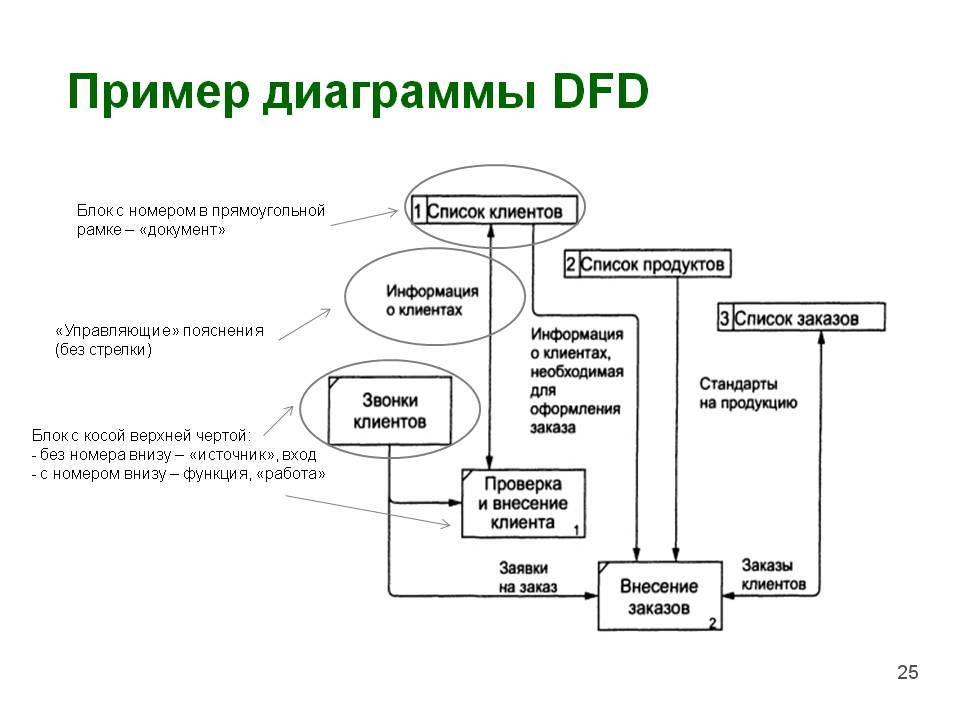 Пример диаграммы DFD
Блок с номером в прямоугольной
рамке – «документ»
1 Список клиентов
2 Список продуктов
3 Список заказов
Информация
о клиентах
«Управляющие» пояснения
(без стрелки)
Информация
о клиентах,
необходимая
для
оформления
заказа
Стандарты
на продукцию
Звонки
клиентов
Блок с косой верхней чертой:
- без номера внизу – «источник», вход
- с номером внизу – функция, «работа»
Проверка
и внесение
клиента
1
Заявки
на заказ
Внесение
заказов
2
Заказы
клиентов
25